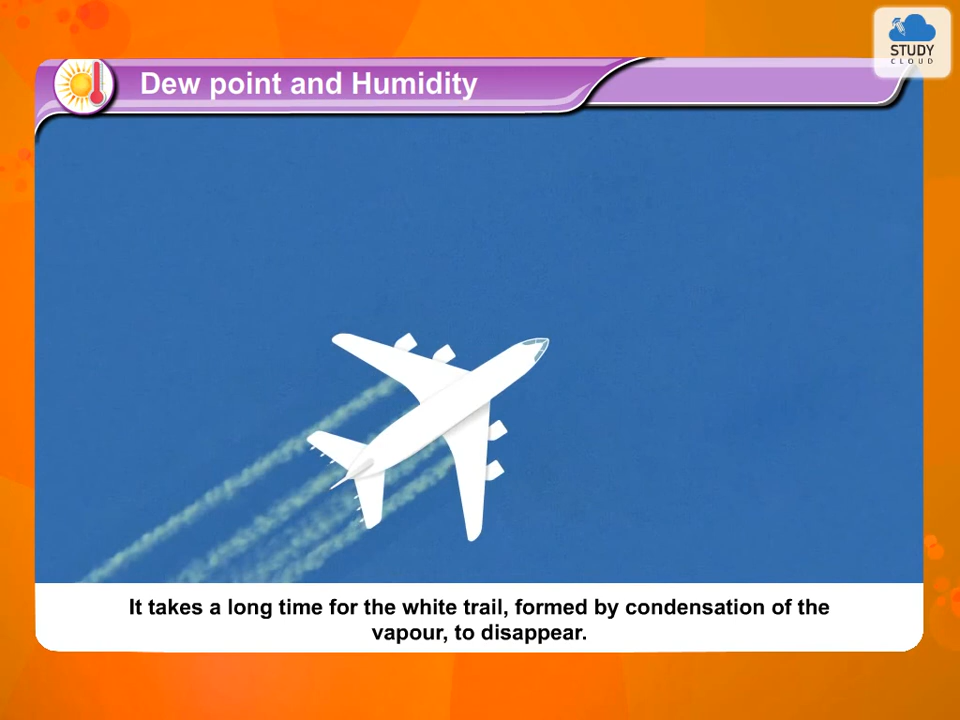 STUDY
CLOUD
Dew point and Humidity
It takes a long time for the white trail, formed by condensation of the
vapour, to disappear.